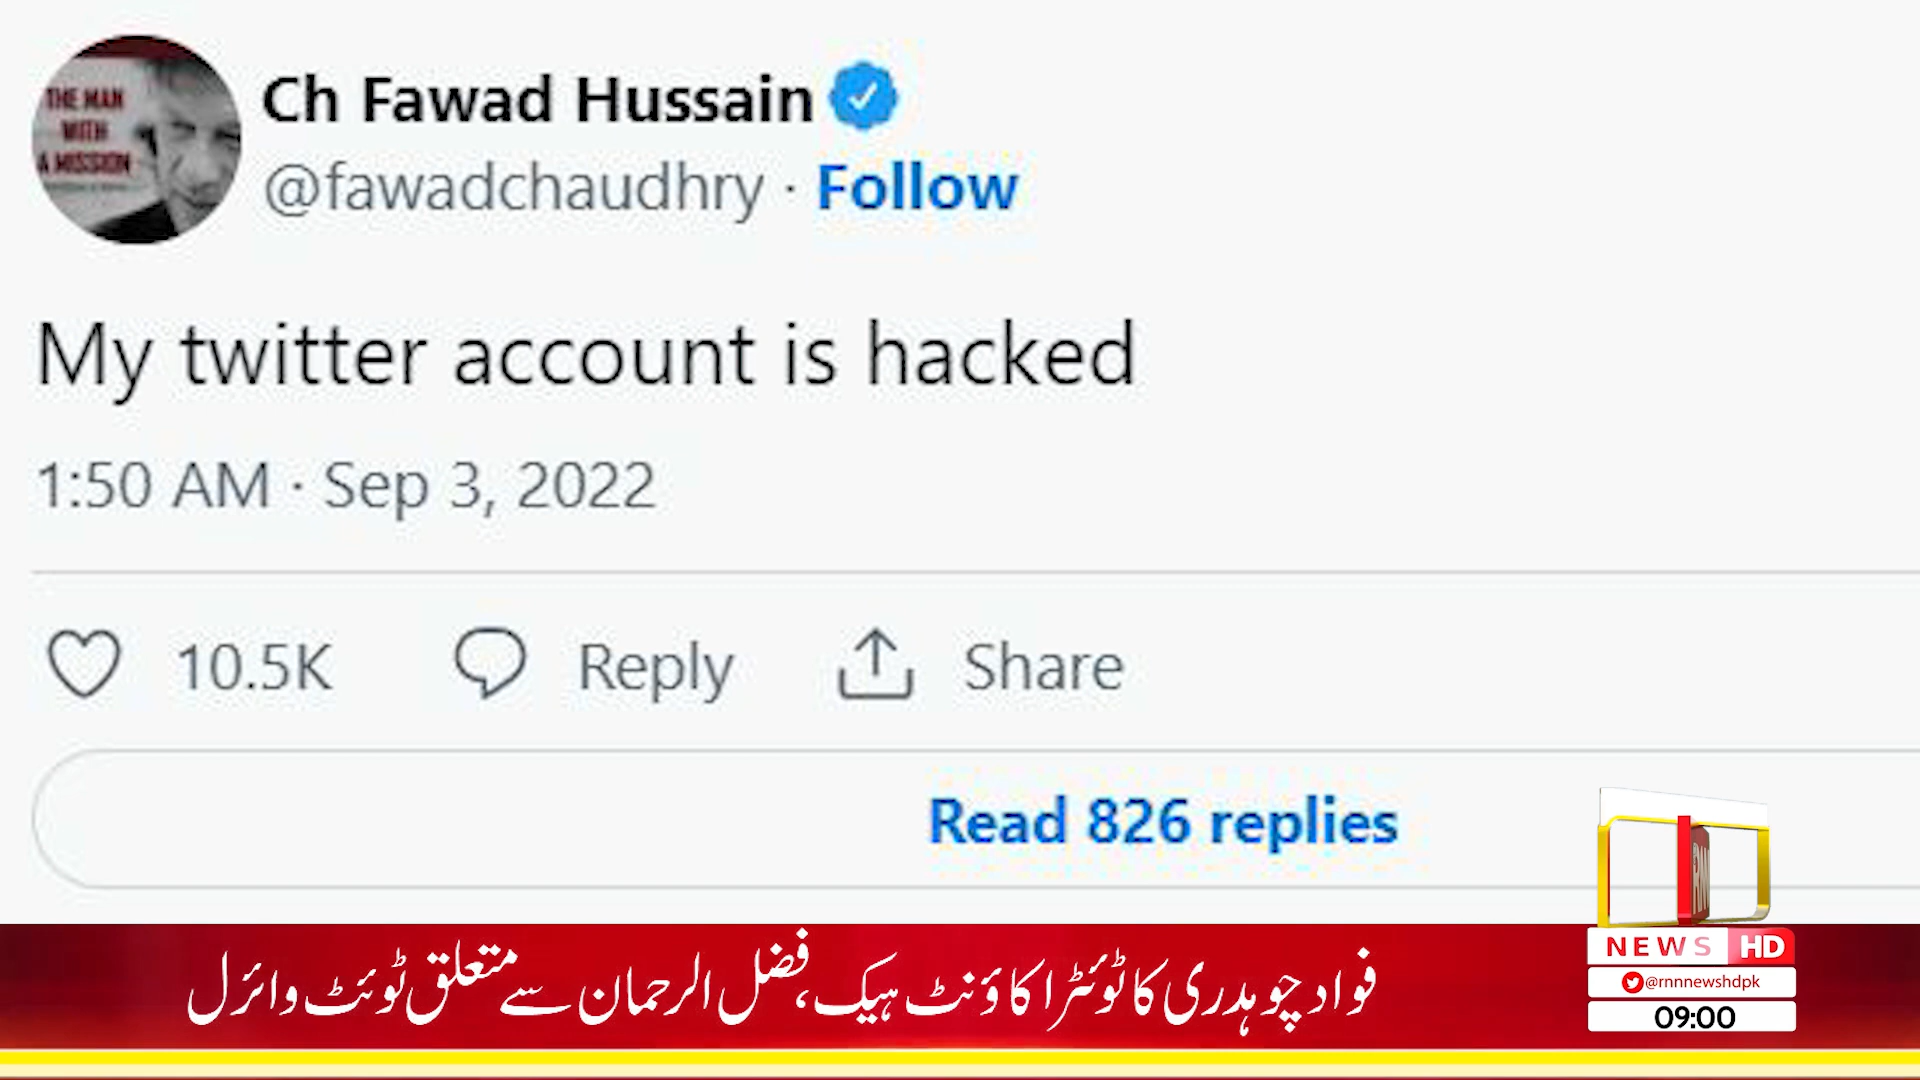 THE MAN
WITH
A MISSION
Ch Fawad Hussain
@fawadchaudhry · Follow
My twitter account is hacked
1:50 AM · Sep 3, 2022
10.5K Reply Share
Read 826 replies
فواد چوہدری کا ٹوئٹر اکاؤنٹ ہیک، فضل الرحمان سے متعلق ٹوئٹ وائرل
NEWS HD
@rnnnewshdpk
09:00